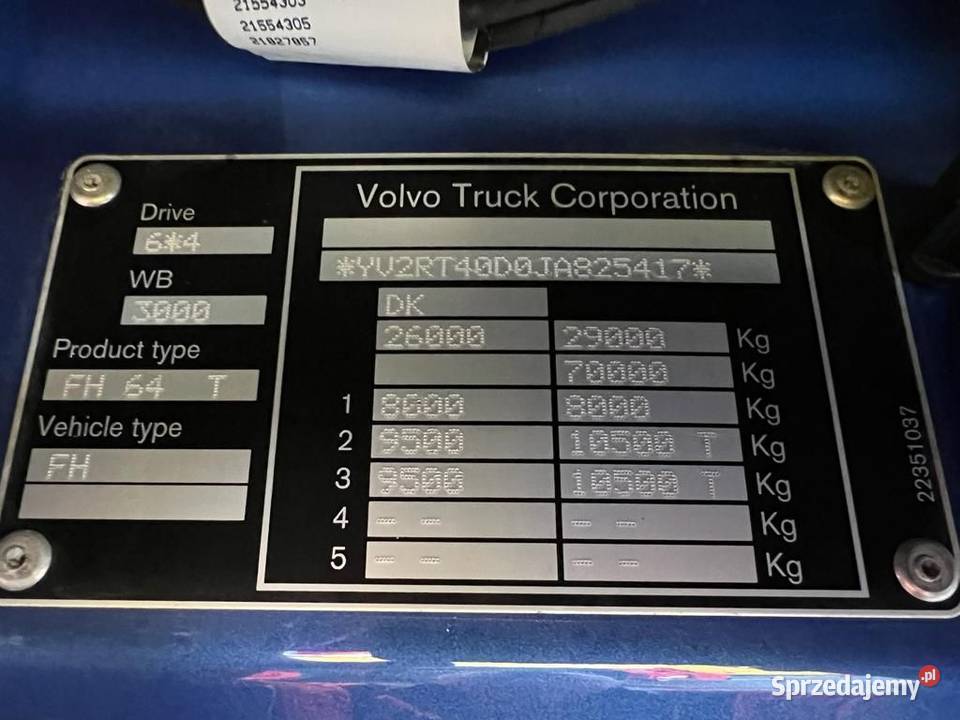 21554303
21554305
21827857
Volvo Truck Corporation
Drive
6*4
*YV2RT40D0JA825417*
WB
3000
DK
26000 29000 Kg
Product type
70000 Kg
FH 64 T
1 8000 8000 Kg
Vehicle type
2 9500 10500 T Kg
FH
3 9500 10500 T Kg
4 -- -- -- -- Kg
5 -- -- -- -- Kg
22351037
Sprzedajemy.pl